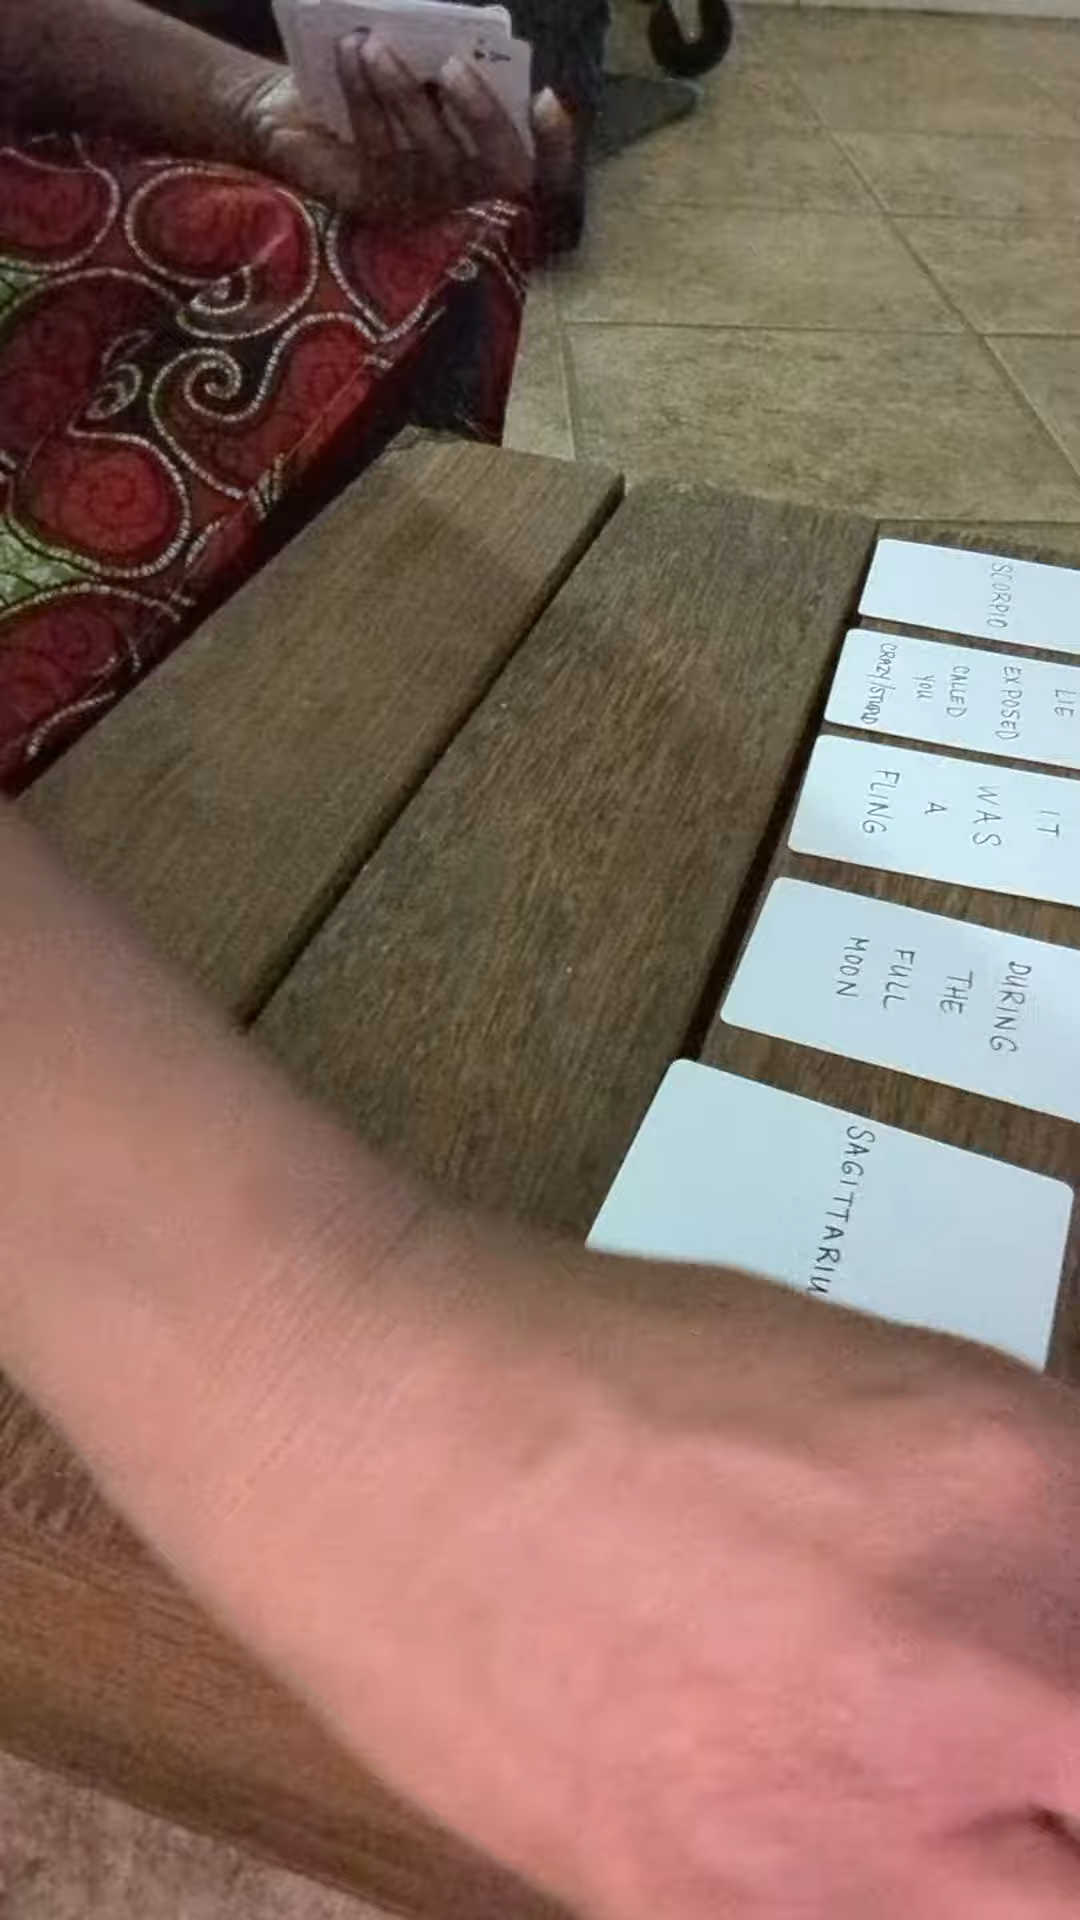 SCORPIO
LIE
EXPOSED
CALLED
YOU
CRAZY/STUPID
IT
WAS
A
FLING
DURING
THE
FULL
MOON
SAGITTARIU